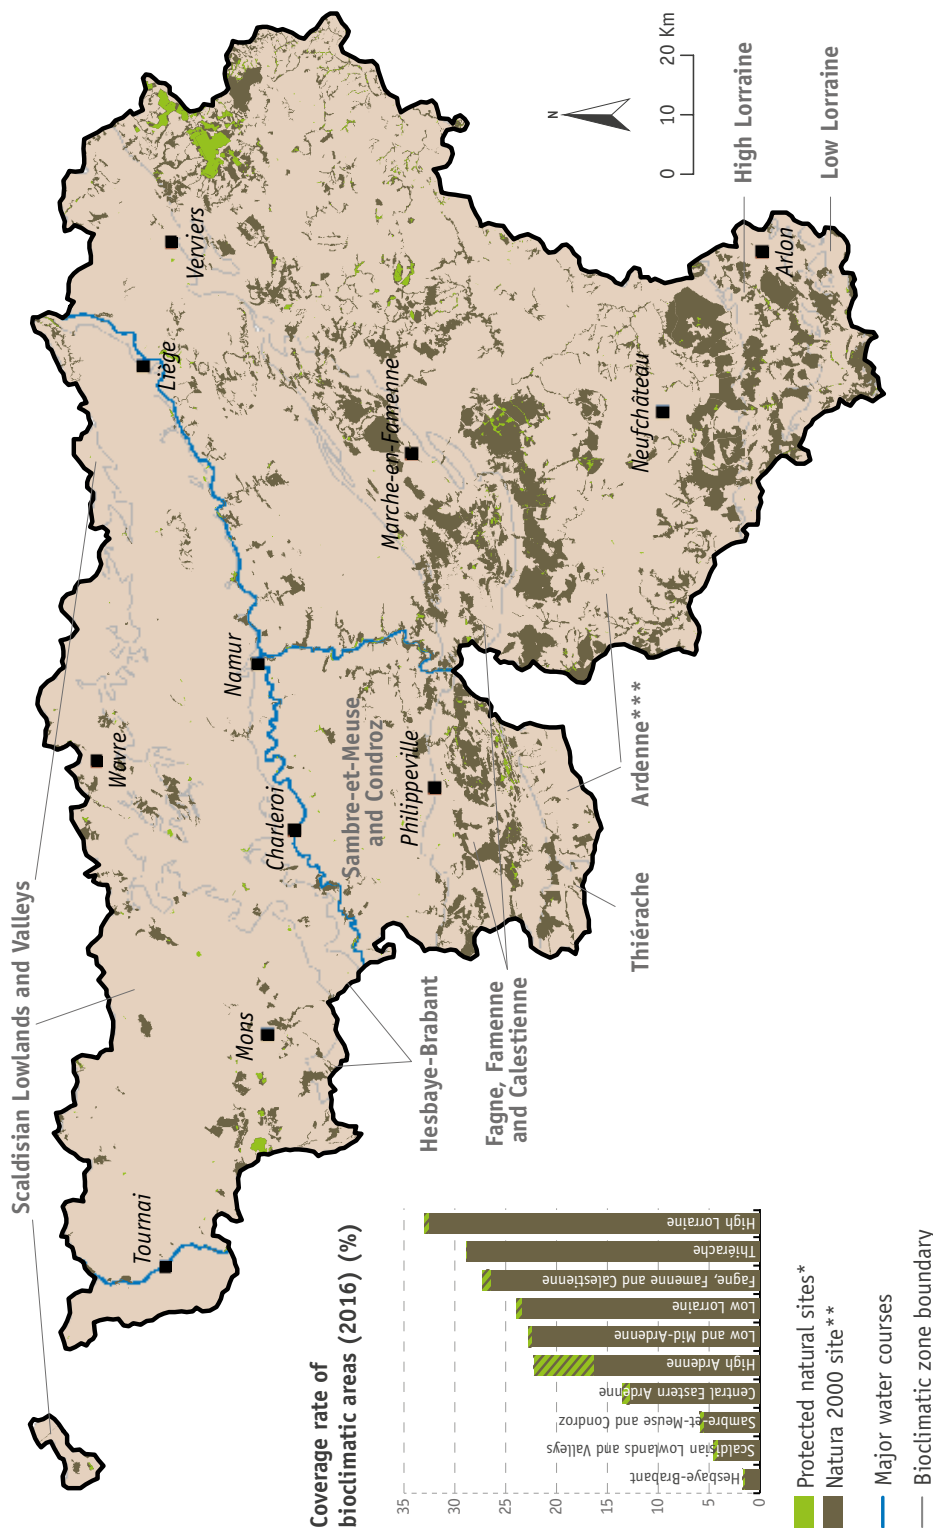 Scaldisian Lowlands and Valleys
Tournai
Mons
Wavre
Charleroi
Namur
Liège
Verviers
Sambre-et-Meuse
and Condroz
Philippeville
Marche-en-Famenne
Neufchâteau
Arlon
Hesbaye-Brabant
Fagne, Famenne
and Calestienne
Thiérache
Ardenne***
High Lorraine
Low Lorraine
N
0 10 20 Km
Coverage rate of
bioclimatic areas (2016) (%)
35
30
25
20
15
10
5
0
Hesbaye-Brabant
Scaldisian Lowlands and Valleys
Sambre-et-Meuse and Condroz
Central Eastern Ardenne
High Ardenne
Low and Mid-Ardenne
Low Lorraine
Fagne, Famenne and Calestienne
Thiérache
High Lorraine
Protected natural sites*
Natura 2000 site**
Major water courses
Bioclimatic zone boundary